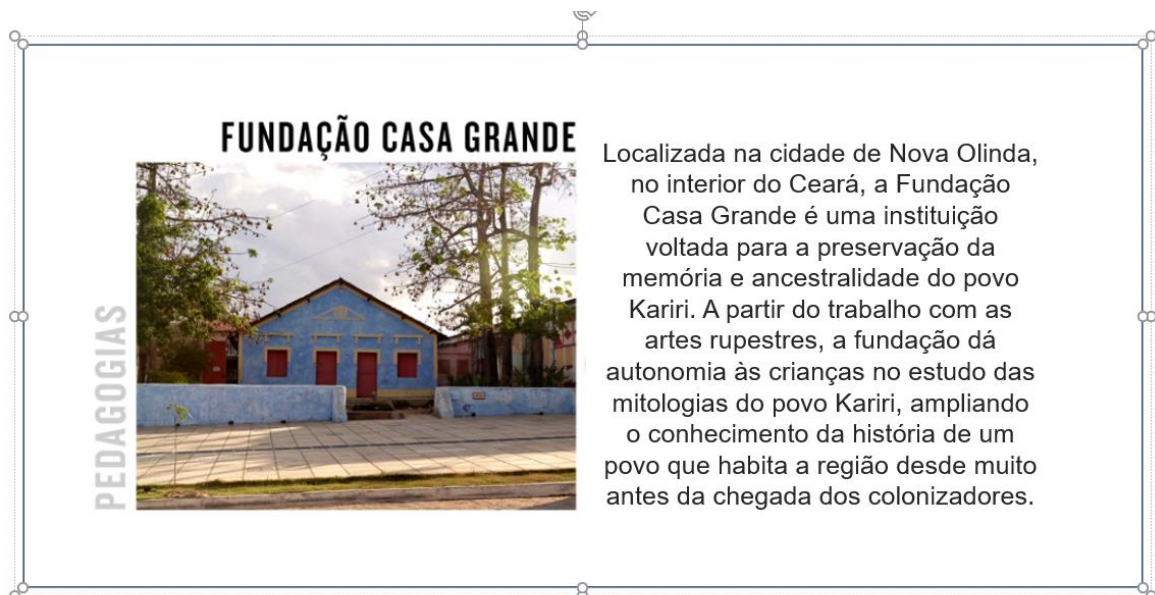 FUNDAÇÃO CASA GRANDE
PEDAGOGIAS
Localizada na cidade de Nova Olinda,
no interior do Ceará, a Fundação
Casa Grande é uma instituição
voltada para a preservação da
memória e ancestralidade do povo
Kariri. A partir do trabalho com as
artes rupestres, a fundação dá
autonomia às crianças no estudo das
mitologias do povo Kariri, ampliando
o conhecimento da história de um
povo que habita a região desde muito
antes da chegada dos colonizadores.